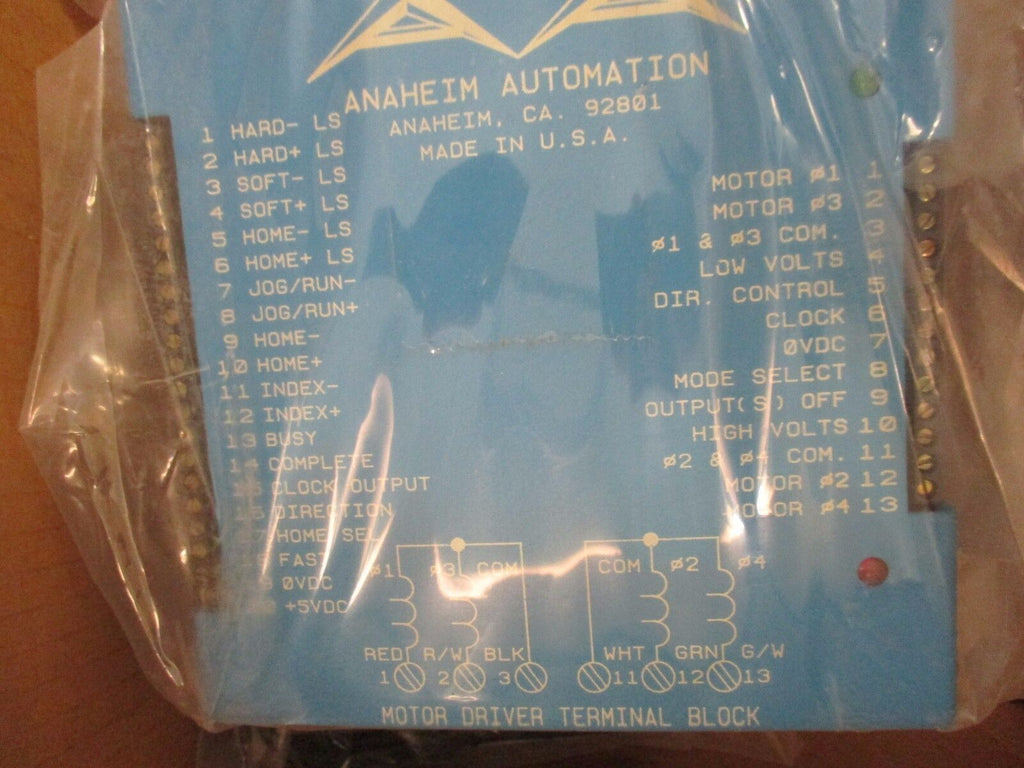 ANAHEIM AUTOMATION
ANAHEIM, CA. 92801
MADE IN U.S.A.
1 HARD- LS
2 HARD+ LS
3 SOFT- LS
4 SOFT+ LS
5 HOME- LS
6 HOME+ LS
7 JOG/RUN-
8 JOG/RUN+
9 HOME-
10 HOME+
11 INDEX-
12 INDEX+
13 BUSY
14 COMPLETE
CLOCK OUTPUT
DIRECTION
HOME SEL
FAST
0VDC
+5VDC
MOTOR ø1 1
MOTOR ø3 2
ø1 & ø3 COM. 3
LOW VOLTS 4
DIR. CONTROL 5
CLOCK 6
0VDC 7
MODE SELECT 8
OUTPUT(S) OFF 9
HIGH VOLTS 10
ø2 & ø4 COM. 11
MOTOR ø2 12
MOTOR ø4 13
ø1 ø3 COM COM ø2 ø4
RED R/W BLK WHT GRN G/W
1 2 3 11 12 13
MOTOR DRIVER TERMINAL BLOCK